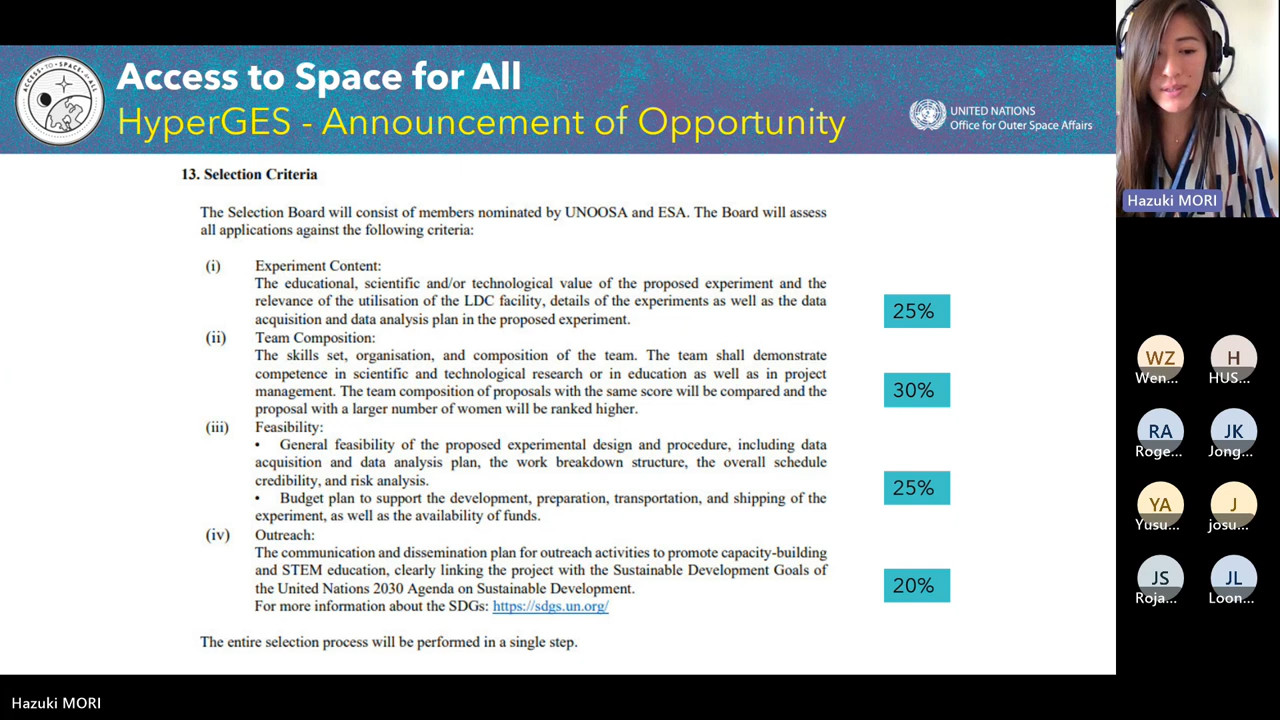 ACCESS • TO • SPACE 4 ALL
Access to Space for All
HyperGES - Announcement of Opportunity
UNITED NATIONS
Office for Outer Space Affairs
13. Selection Criteria
The Selection Board will consist of members nominated by UNOOSA and ESA. The Board will assess
all applications against the following criteria:
(i) Experiment Content:
The educational, scientific and/or technological value of the proposed experiment and the
relevance of the utilisation of the LDC facility, details of the experiments as well as the data
acquisition and data analysis plan in the proposed experiment.
25%
(ii) Team Composition:
The skills set, organisation, and composition of the team. The team shall demonstrate
competence in scientific and technological research or in education as well as in project
management. The team composition of proposals with the same score will be compared and the
proposal with a larger number of women will be ranked higher.
30%
(iii) Feasibility:
• General feasibility of the proposed experimental design and procedure, including data
acquisition and data analysis plan, the work breakdown structure, the overall schedule
credibility, and risk analysis.
• Budget plan to support the development, preparation, transportation, and shipping of the
experiment, as well as the availability of funds.
25%
(iv) Outreach:
The communication and dissemination plan for outreach activities to promote capacity-building
and STEM education, clearly linking the project with the Sustainable Development Goals of
the United Nations 2030 Agenda on Sustainable Development.
For more information about the SDGs: https://sdgs.un.org/
20%
The entire selection process will be performed in a single step.
Hazuki MORI
WZ
Wen...
H
HUS...
RA
Roge...
JK
Jong...
YA
Yusu...
J
josu...
JS
Roja...
JL
Loon...
Hazuki MORI